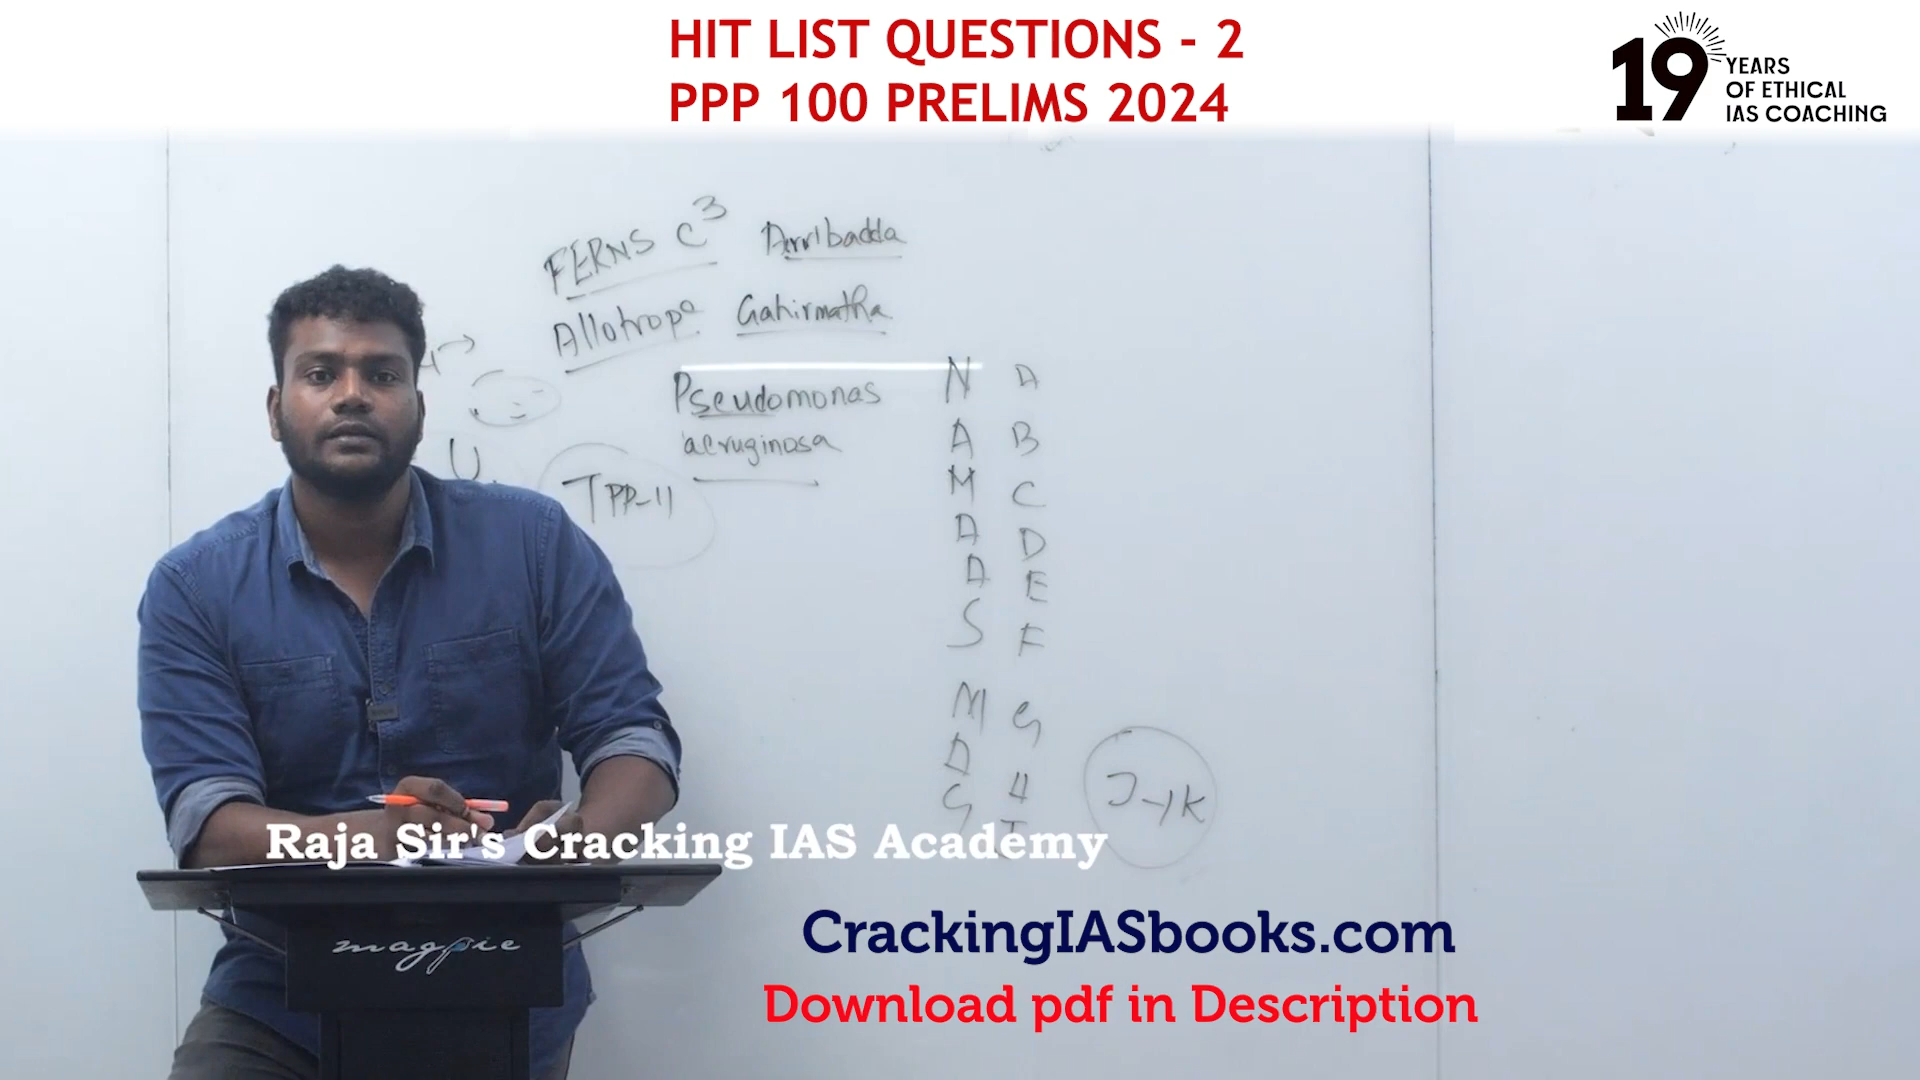 HIT LIST QUESTIONS - 2
PPP 100 PRELIMS 2024
19 YEARS
OF ETHICAL
IAS COACHING
FERNS C³ Arribadda
Allotrope Gahirmatha
Pseudomonas
aeruginosa
TPP-11
N A
A B
M C
A D
A E
S F
M G
A H
G I
J-1K
Raja Sir's Cracking IAS Academy
magpie
CrackingIASbooks.com
Download pdf in Description